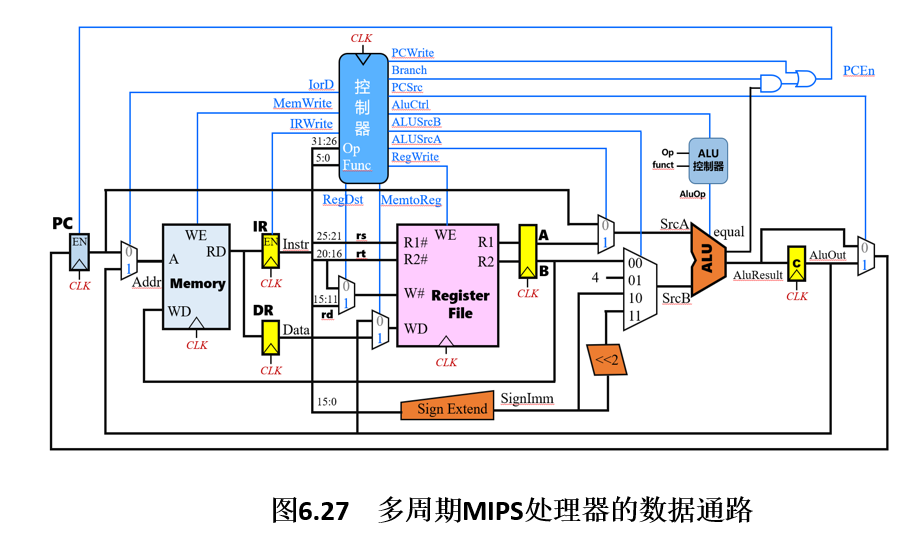 CLK
PCWrite
Branch
PCSrc
AluCtrl
ALUSrcB
ALUSrcA
RegWrite
PCEn
IorD
MemWrite
IRWrite
控制器
31:26
Op
5:0
Func
RegDst
MemtoReg
Op
funct
ALU
控制器
AluOp
PC
EN
CLK
0
1
Addr
WE
A
RD
Memory
WD
CLK
IR
EN
Instr
CLK
DR
Data
CLK
25:21 rs
20:16 rt
15:11
rd
0
1
0
1
WE
R1#
R2#
W#
WD
R1
R2
Register
File
CLK
A
B
CLK
0
1
SrcA
00
01
10
11
4
SrcB
<<2
equal
ALU
AluResult
C
CLK
AluOut
0
1
15:0
Sign Extend
SignImm
图6.27 多周期MIPS处理器的数据通路